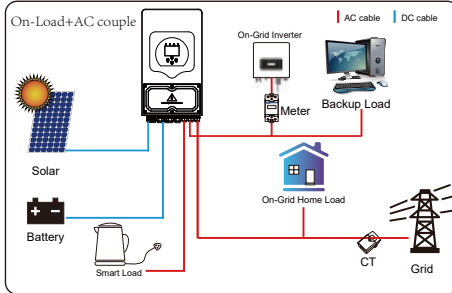 On-Load+AC couple
AC cable
DC cable
On-Grid Inverter
Meter
Backup Load
Solar
On-Grid Home Load
Battery
Smart Load
CT
Grid